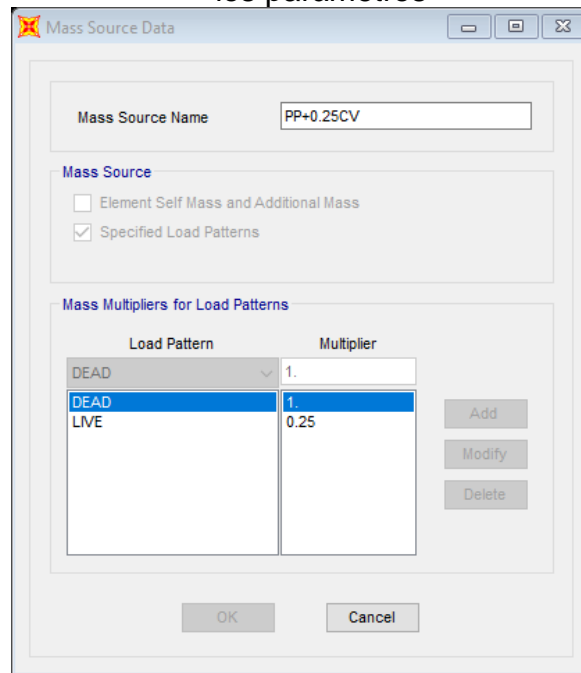 les paramètres
Mass Source Data
Mass Source Name PP+0.25CV
Mass Source
Element Self Mass and Additional Mass
Specified Load Patterns
Mass Multipliers for Load Patterns
Load Pattern Multiplier
DEAD 1.
DEAD 1.
LIVE 0.25
Add
Modify
Delete
OK Cancel